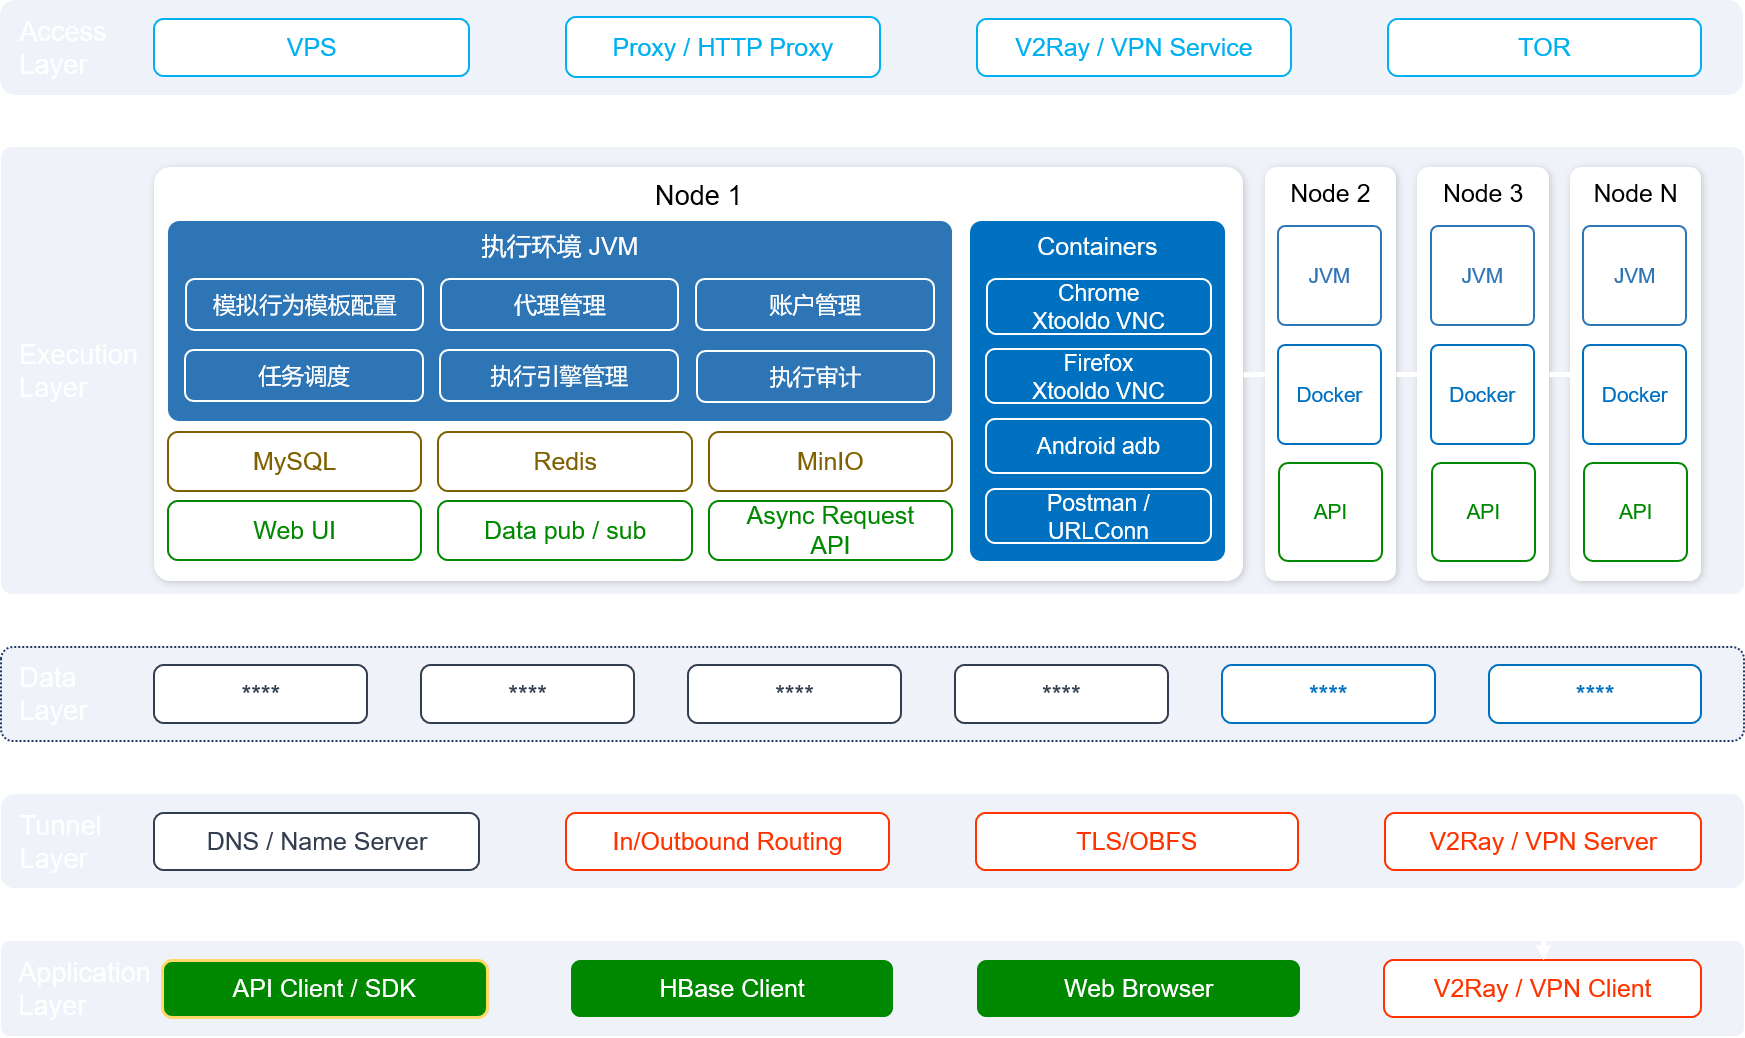 Access
Layer
VPS
Proxy / HTTP Proxy
V2Ray / VPN Service
TOR
Execution
Layer
Node 1
执行环境 JVM
模拟行为模板配置
代理管理
账户管理
任务调度
执行引擎管理
执行审计
MySQL
Redis
MinIO
Web UI
Data pub / sub
Async Request
API
Containers
Chrome
Xtooldo VNC
Firefox
Xtooldo VNC
Android adb
Postman /
URLConn
Node 2
JVM
Docker
API
Node 3
JVM
Docker
API
Node N
JVM
Docker
API
Data
Layer
****
****
****
****
****
****
Tunnel
Layer
DNS / Name Server
In/Outbound Routing
TLS/OBFS
V2Ray / VPN Server
Application
Layer
API Client / SDK
HBase Client
Web Browser
V2Ray / VPN Client